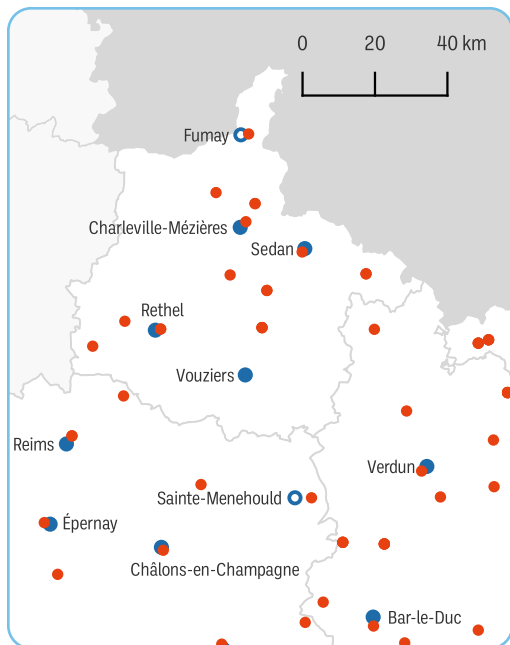 0 20 40 km
Fumay
Charleville-Mézières
Sedan
Rethel
Vouziers
Reims
Verdun
Sainte-Menehould
Épernay
Châlons-en-Champagne
Bar-le-Duc